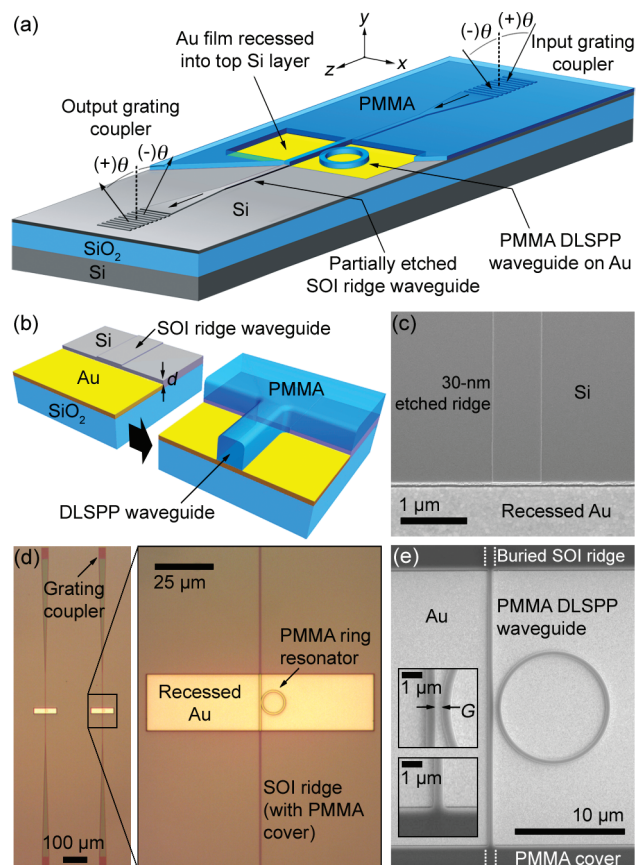 (a)
Au film recessed
into top Si layer
y
z
x
(-)θ
(+)θ
Input grating
coupler
PMMA
Output grating
coupler
(+)θ
(-)θ
Si
SiO2
Si
Partially etched
SOI ridge waveguide
PMMA DLSPP
waveguide on Au
(b)
Si
SOI ridge waveguide
Au
d
SiO2
PMMA
DLSPP waveguide
(c)
30-nm
etched ridge
Si
1 μm
Recessed Au
(d)
Grating
coupler
100 μm
25 μm
PMMA ring
resonator
Recessed
Au
SOI ridge
(with PMMA
cover)
(e)
Buried SOI ridge
Au
PMMA DLSPP
waveguide
1 μm
G
1 μm
10 μm
PMMA cover